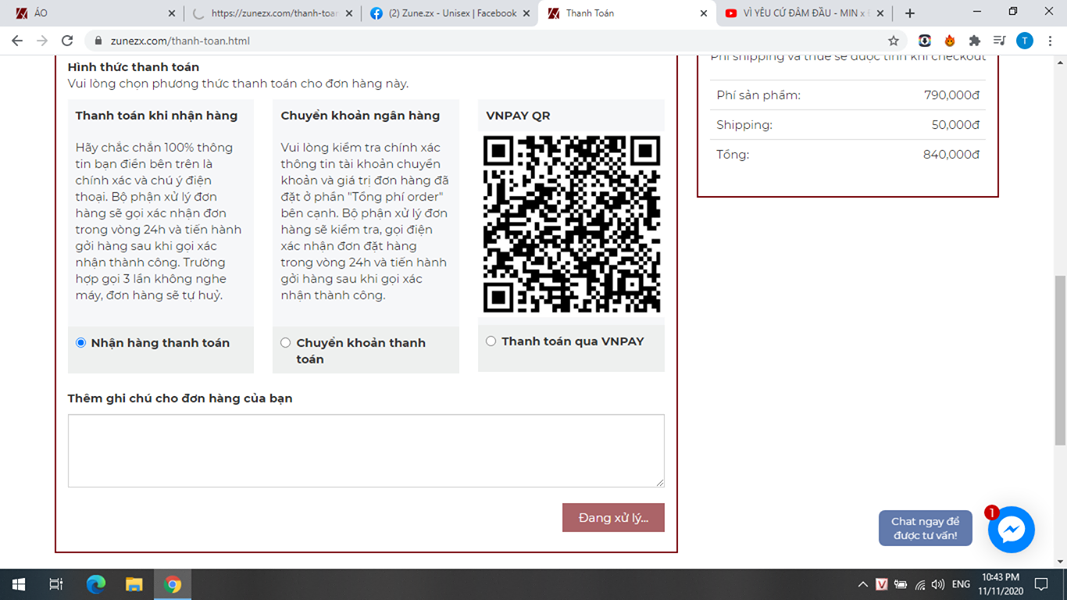 ÁO
https://zunezx.com/thanh-toan
(2) Zune.zx - Unisex | Facebook
Thanh Toán
VÌ YÊU CỨ ĐÂM ĐẦU - MIN x
zunezx.com/thanh-toan.html
T
Hình thức thanh toán
Vui lòng chọn phương thức thanh toán cho đơn hàng này.
Thanh toán khi nhận hàng
Hãy chắc chắn 100% thông
tin bạn điền bên trên là
chính xác và chú ý điện
thoại. Bộ phận xử lý đơn
hàng sẽ gọi xác nhận đơn
trong vòng 24h và tiến hành
gởi hàng sau khi gọi xác
nhận thành công. Trường
hợp gọi 3 lần không nghe
máy, đơn hàng sẽ tự huỷ.
Nhận hàng thanh toán
Chuyển khoản ngân hàng
Vui lòng kiểm tra chính xác
thông tin tài khoản chuyển
khoản và giá trị đơn hàng đã
đặt ở phần "Tổng phí order"
bên cạnh. Bộ phận xử lý đơn
hàng sẽ kiểm tra, gọi điện
xác nhận đơn đặt hàng
trong vòng 24h và tiến hành
gởi hàng sau khi gọi xác
nhận thành công.
Chuyển khoản thanh
toán
VNPAY QR
Thanh toán qua VNPAY
Thêm ghi chú cho đơn hàng của bạn
Đang xử lý...
Phí shipping và thuế sẽ được tính khi checkout
Phí sản phẩm: 790,000đ
Shipping: 50,000đ
Tổng: 840,000đ
Chat ngay để
được tư vấn!
1
V
ENG
10:43 PM
11/11/2020